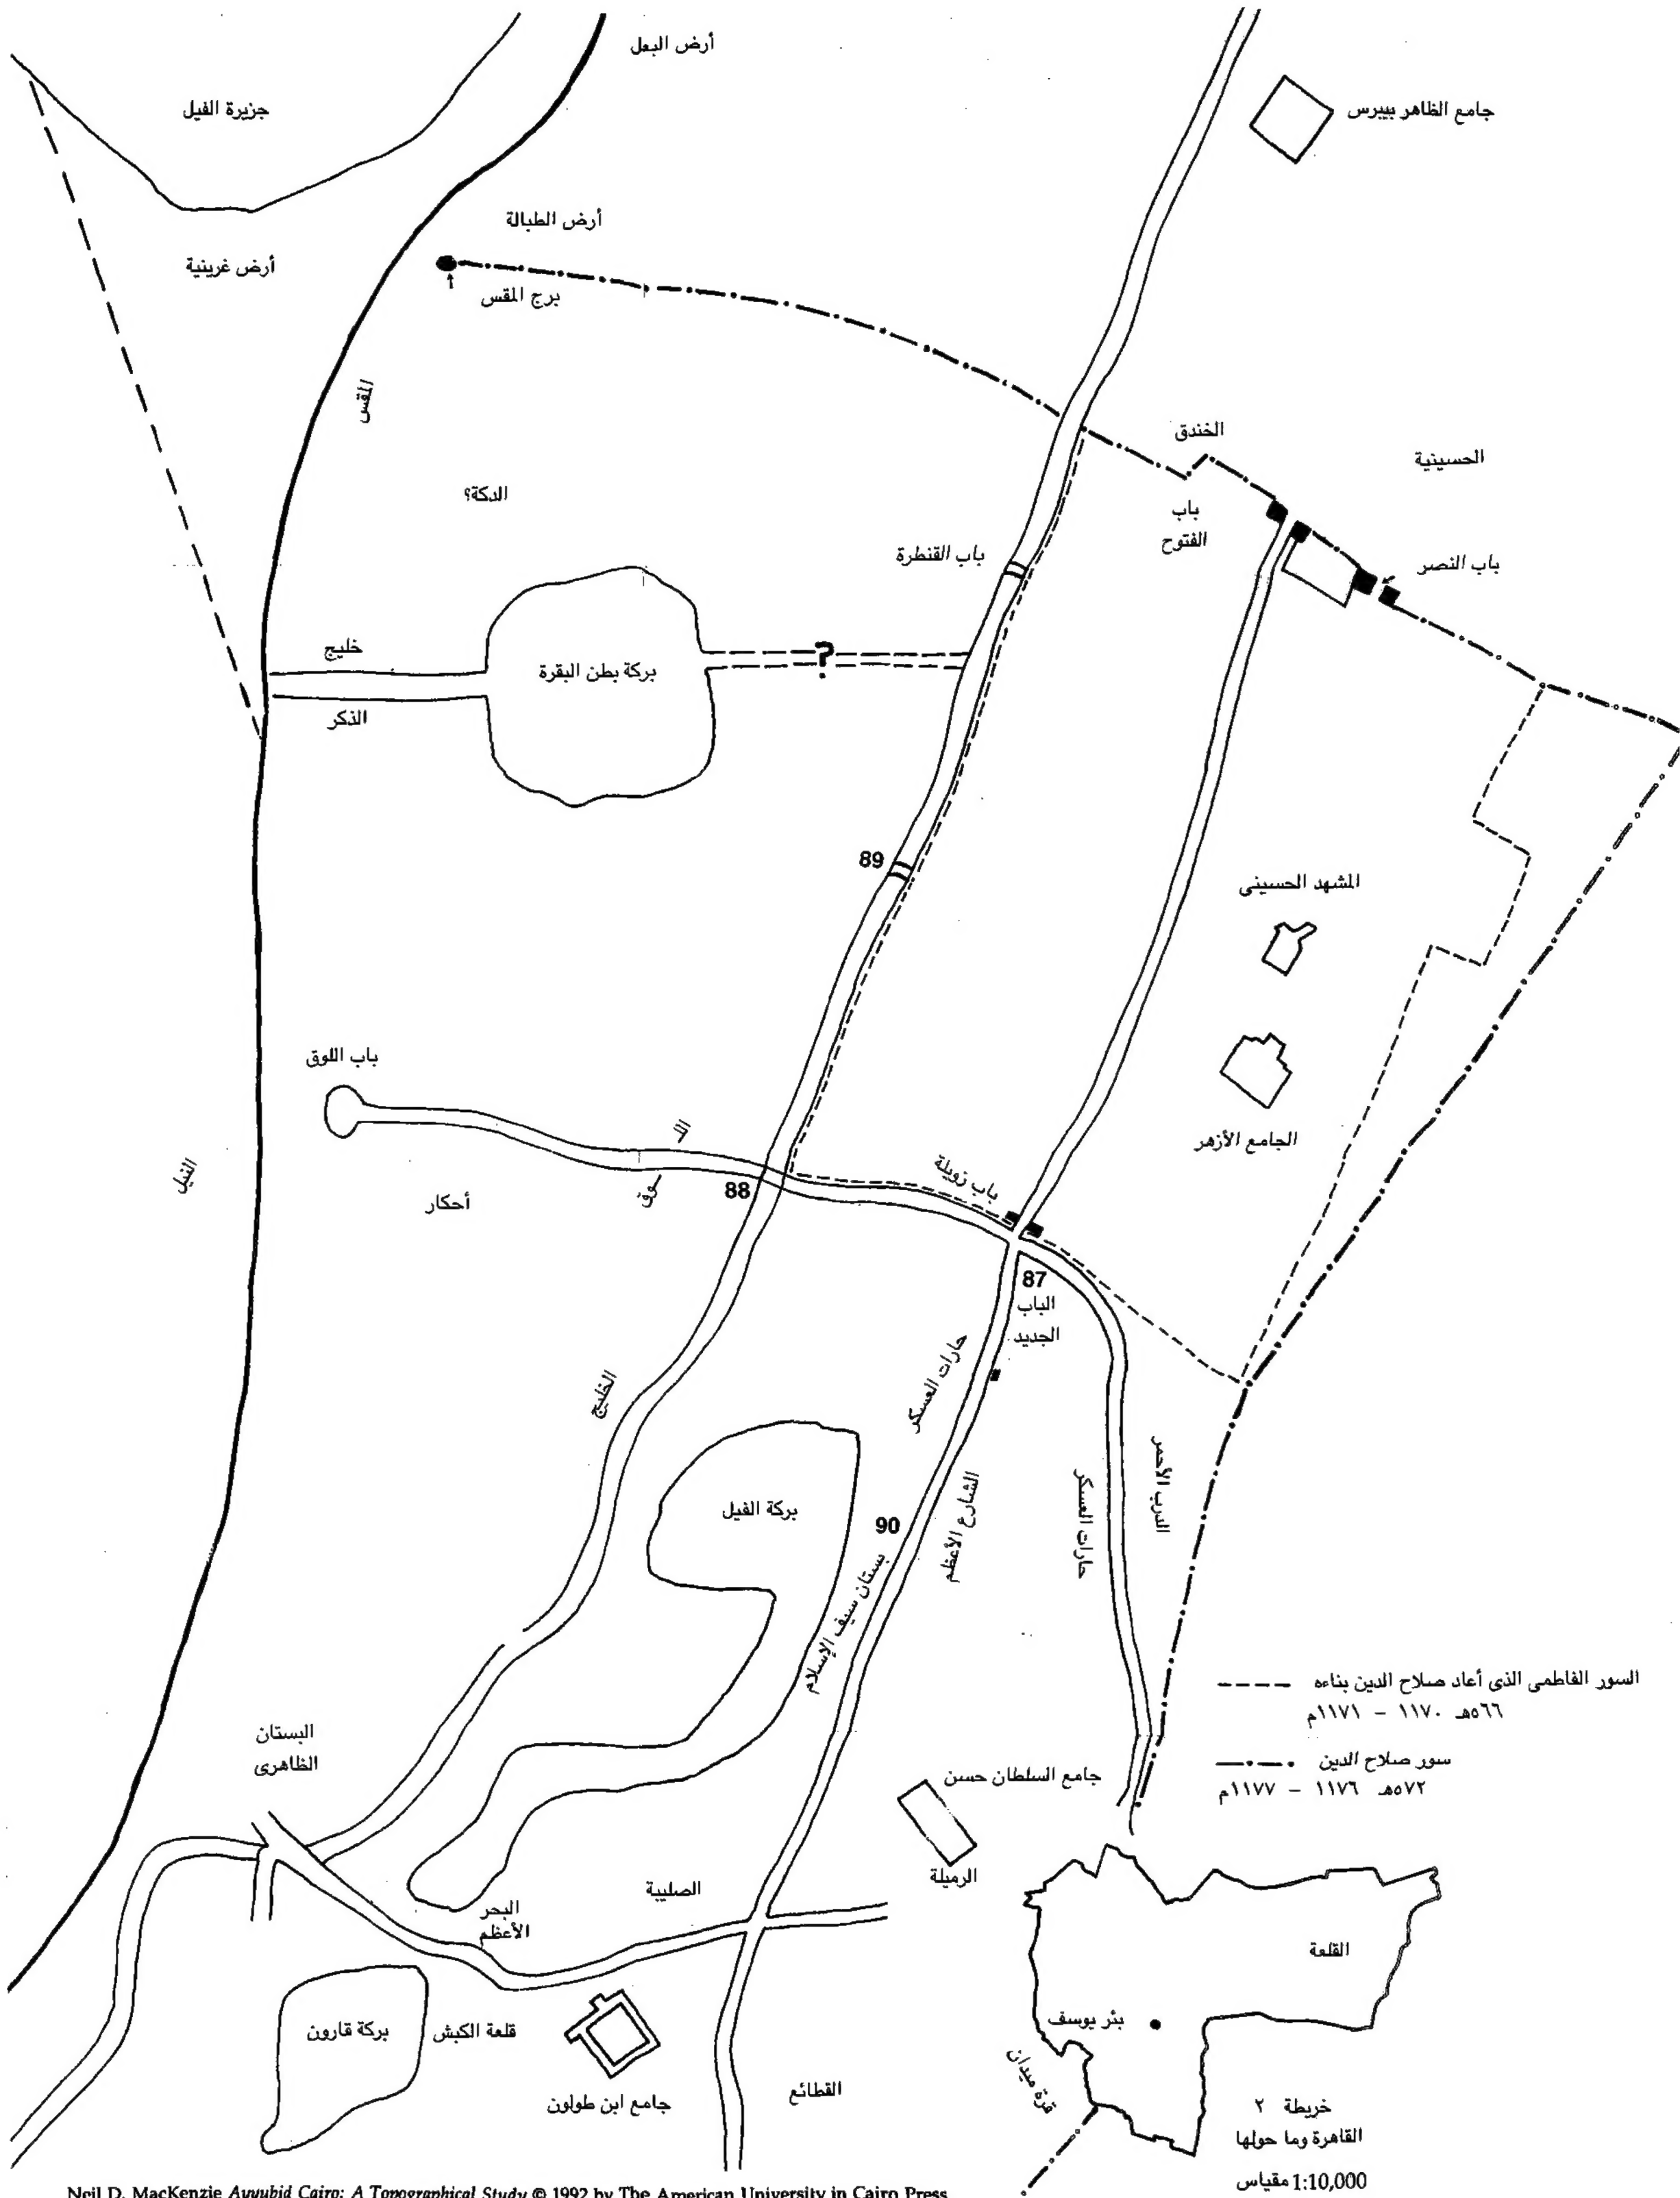 أرض البعل
جزيرة الفيل
جامع الظاهر بيبرس
أرض الطبالة
أرض غرينية
برج المقس
المقس
الخندق
الحسينية
الدكة؟
باب
الفتوح
باب القنطرة
باب النصر
خليج
?
بركة بطن البقرة
الذكر
89
المشهد الحسينى
باب اللوق
اللـ
ـوق
الجامع الأزهر
باب زويلة
النيل
88
أحكار
87
الباب
الجديد
حارات العسكر
الخليج
الدرب الأحمر
حارات العسكر
الشارع الأعظم
بركة الفيل
90
بستان سيف الإسلام
السور الفاطمى الذى أعاد صلاح الدين بناءه
٥٦٦هـ ١١٧٠ - ١١٧١م
البستان
الظاهرى
سور صلاح الدين
٥٧٢هـ ١١٧٦ - ١١٧٧م
جامع السلطان حسن
الرميلة
الصليبة
البحر
الأعظم
القلعة
بئر يوسف
بركة قارون
قلعة الكبش
قرة ميدان
جامع ابن طولون
القطائع
خريطة ٢
القاهرة وما حولها
1:10,000 مقياس
Neil D. MacKenzie Ayyubid Cairo: A Topographical Study © 1992 by The American University in Cairo Press